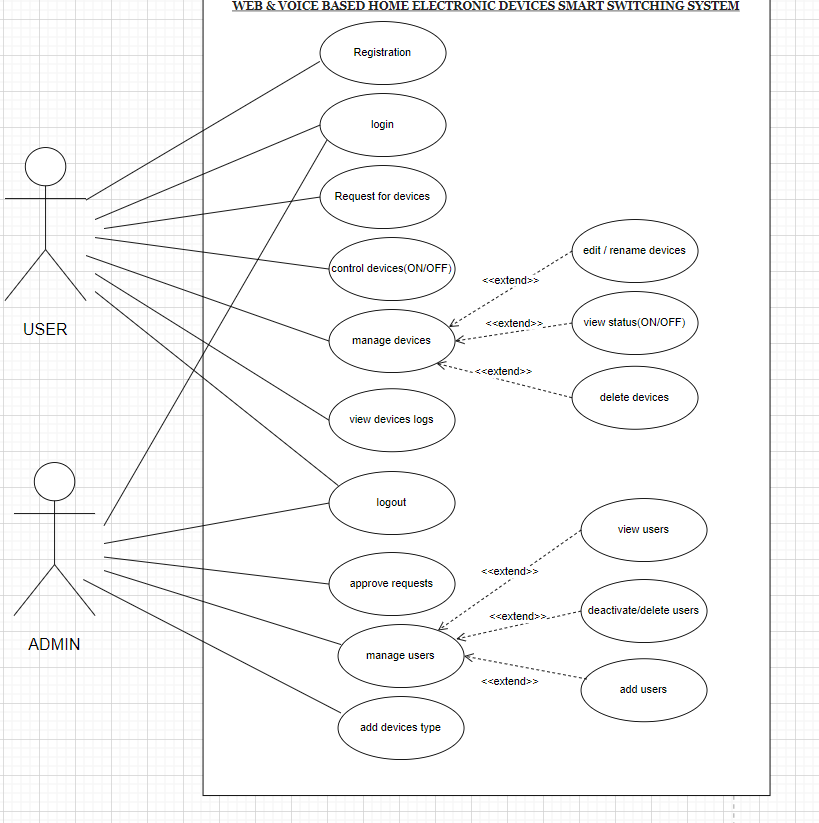 WEB & VOICE BASED HOME ELECTRONIC DEVICES SMART SWITCHING SYSTEM
Registration
login
Request for devices
control devices(ON/OFF)
manage devices
view devices logs
logout
approve requests
manage users
add devices type
edit / rename devices
view status(ON/OFF)
delete devices
<<extend>>
<<extend>>
<<extend>>
view users
deactivate/delete users
add users
<<extend>>
<<extend>>
<<extend>>
USER
ADMIN